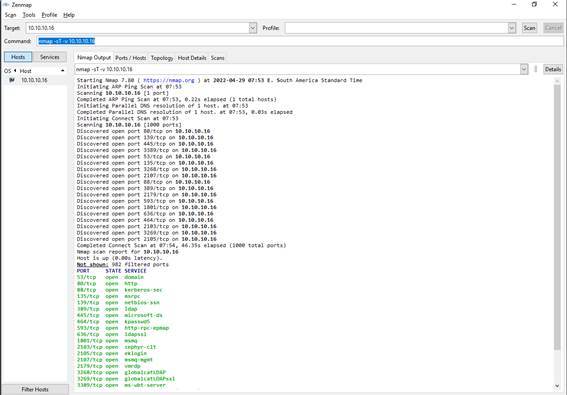 Zenmap
Scan Tools Profile Help
Target: 10.10.10.16 Profile: Scan Cancel
Command: nmap -sT -v 10.10.10.16
Hosts Services
Nmap Output Ports / Hosts Topology Host Details Scans
OS Host
nmap -sT -v 10.10.10.16 Details
10.10.10.16
Starting Nmap 7.80 ( https://nmap.org ) at 2022-04-29 07:53 E. South America Standard Time
Initiating ARP Ping Scan at 07:53
Scanning 10.10.10.16 [1 port]
Completed ARP Ping Scan at 07:53, 0.22s elapsed (1 total hosts)
Initiating Parallel DNS resolution of 1 host. at 07:53
Completed Parallel DNS resolution of 1 host. at 07:53, 0.03s elapsed
Initiating Connect Scan at 07:53
Scanning 10.10.10.16 [1000 ports]
Discovered open port 80/tcp on 10.10.10.16
Discovered open port 139/tcp on 10.10.10.16
Discovered open port 445/tcp on 10.10.10.16
Discovered open port 3389/tcp on 10.10.10.16
Discovered open port 53/tcp on 10.10.10.16
Discovered open port 135/tcp on 10.10.10.16
Discovered open port 3268/tcp on 10.10.10.16
Discovered open port 2107/tcp on 10.10.10.16
Discovered open port 88/tcp on 10.10.10.16
Discovered open port 389/tcp on 10.10.10.16
Discovered open port 2179/tcp on 10.10.10.16
Discovered open port 593/tcp on 10.10.10.16
Discovered open port 1801/tcp on 10.10.10.16
Discovered open port 636/tcp on 10.10.10.16
Discovered open port 464/tcp on 10.10.10.16
Discovered open port 2103/tcp on 10.10.10.16
Discovered open port 3269/tcp on 10.10.10.16
Discovered open port 2105/tcp on 10.10.10.16
Completed Connect Scan at 07:54, 46.35s elapsed (1000 total ports)
Nmap scan report for 10.10.10.16
Host is up (0.00s latency).
Not shown: 982 filtered ports
PORT STATE SERVICE
53/tcp open domain
80/tcp open http
88/tcp open kerberos-sec
135/tcp open msrpc
139/tcp open netbios-ssn
389/tcp open ldap
445/tcp open microsoft-ds
464/tcp open kpasswd5
593/tcp open http-rpc-epmap
636/tcp open ldapssl
1801/tcp open msmq
2103/tcp open zephyr-clt
2105/tcp open eklogin
2107/tcp open msmq-mgmt
2179/tcp open vmrdp
3268/tcp open globalcatLDAP
3269/tcp open globalcatLDAPssl
3389/tcp open ms-wbt-server
Filter Hosts